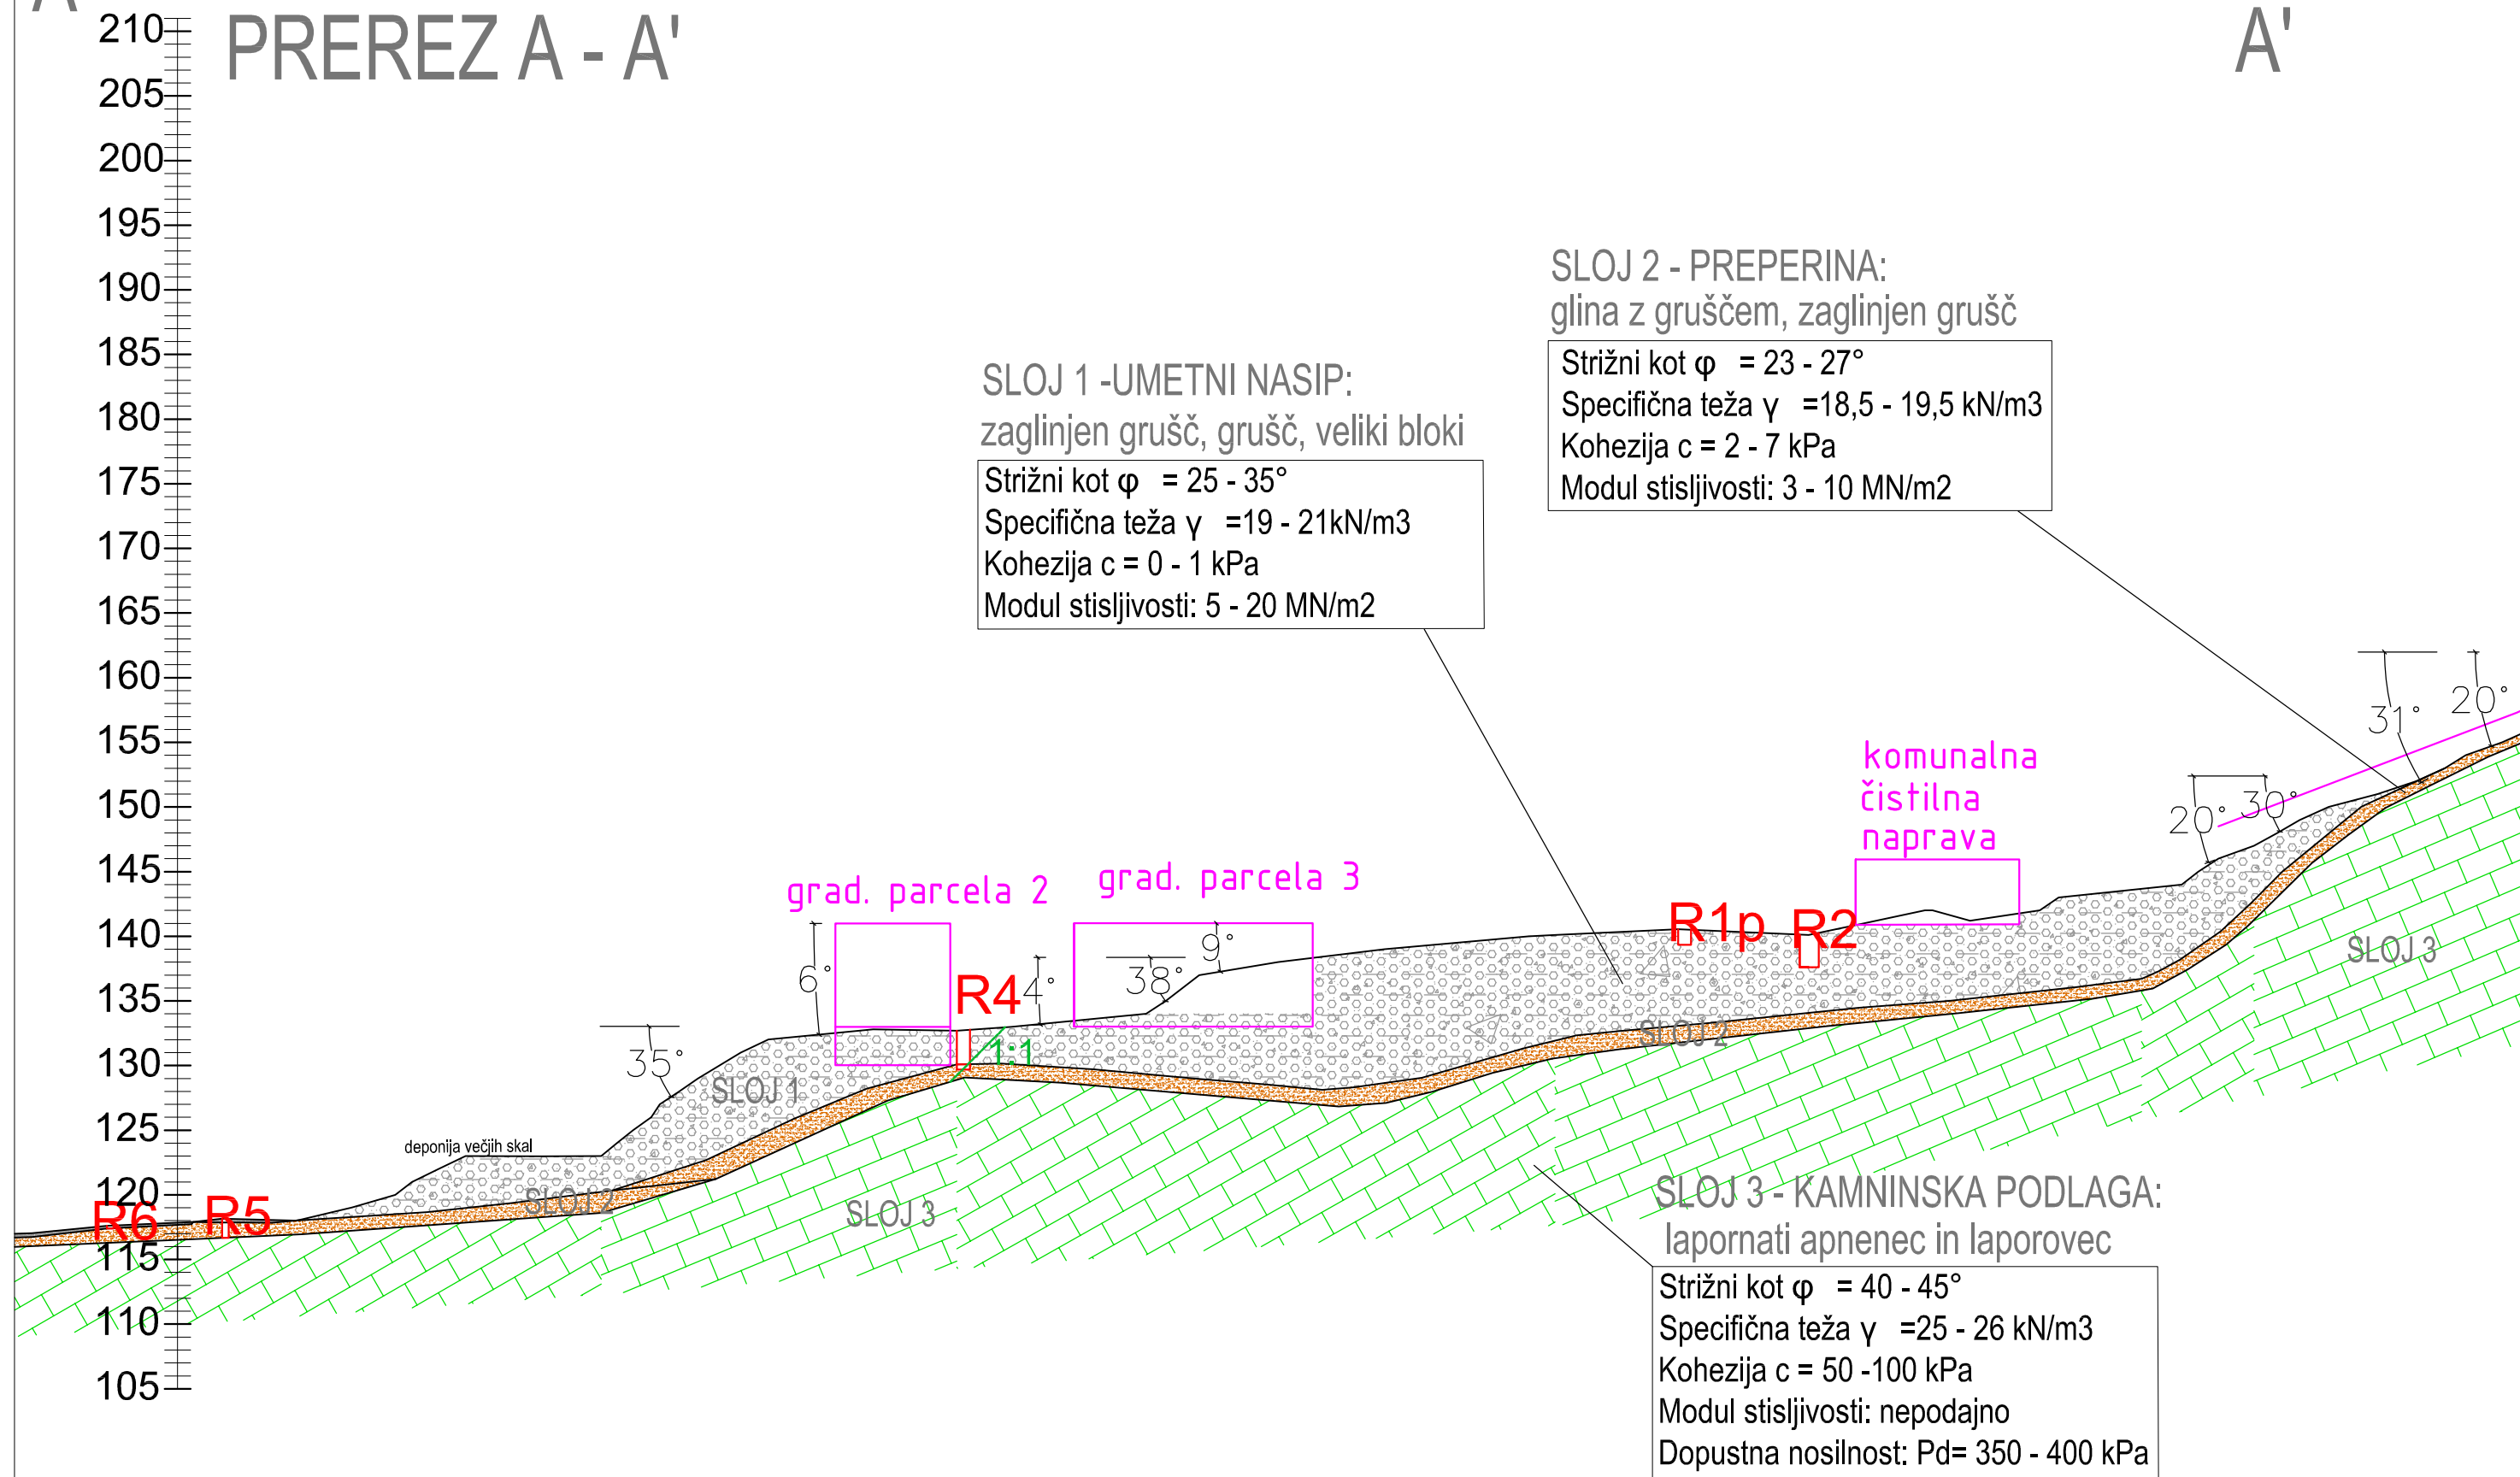 A
PREREZ A - A'
A'
210
205
200
195
190
185
180
175
170
165
160
155
150
145
140
135
130
125
120
115
110
105
SLOJ 2 - PREPERINA:
glina z gruščem, zaglinjen grušč
Strižni kot φ = 23 - 27°
Specifična teža γ =18,5 - 19,5 kN/m3
Kohezija c = 2 - 7 kPa
Modul stisljivosti: 3 - 10 MN/m2
SLOJ 1 -UMETNI NASIP:
zaglinjen grušč, grušč, veliki bloki
Strižni kot φ = 25 - 35°
Specifična teža γ =19 - 21kN/m3
Kohezija c = 0 - 1 kPa
Modul stisljivosti: 5 - 20 MN/m2
31°
20°
komunalna
čistilna
naprava
20°
30°
grad. parcela 2
grad. parcela 3
R1p
R2
9°
6°
R4
4°
38°
SLOJ 3
35°
1:1
SLOJ 2
SLOJ 1
deponija večjih skal
R6
R5
SLOJ 2
SLOJ 3
SLOJ 3 - KAMNINSKA PODLAGA:
lapornati apnenec in laporovec
Strižni kot φ = 40 - 45°
Specifična teža γ =25 - 26 kN/m3
Kohezija c = 50 -100 kPa
Modul stisljivosti: nepodajno
Dopustna nosilnost: Pd= 350 - 400 kPa